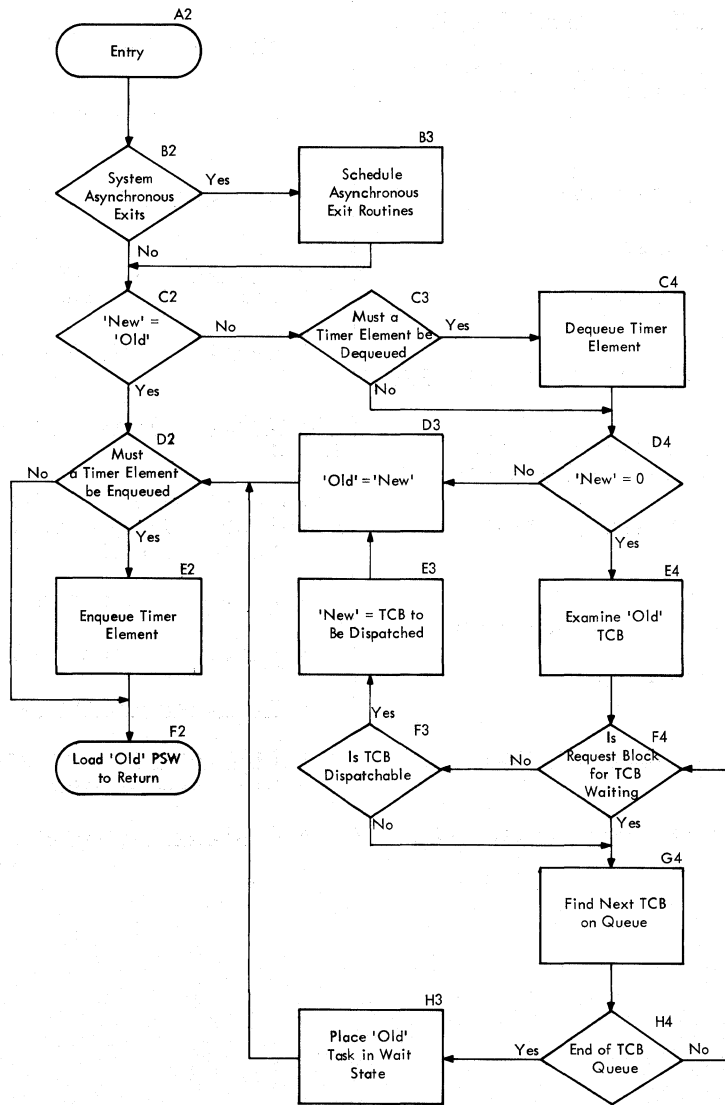 A2
Entry
B2
System
Asynchronous
Exits
Yes
No
B3
Schedule
Asynchronous
Exit Routines
C2
'New' =
'Old'
No
Yes
C3
Must a
Timer Element be
Dequeued
Yes
No
C4
Dequeue Timer
Element
D2
Must
a Timer Element
be Enqueued
No
Yes
D3
'Old' = 'New'
D4
'New' = 0
No
Yes
E2
Enqueue Timer
Element
E3
'New' = TCB to
Be Dispatched
E4
Examine 'Old'
TCB
F2
Load 'Old' PSW
to Return
Yes
F3
Is TCB
Dispatchable
No
F4
Is
Request Block
for TCB
Waiting
No
Yes
G4
Find Next TCB
on Queue
H3
Place 'Old'
Task in Wait
State
H4
End of TCB
Queue
Yes
No